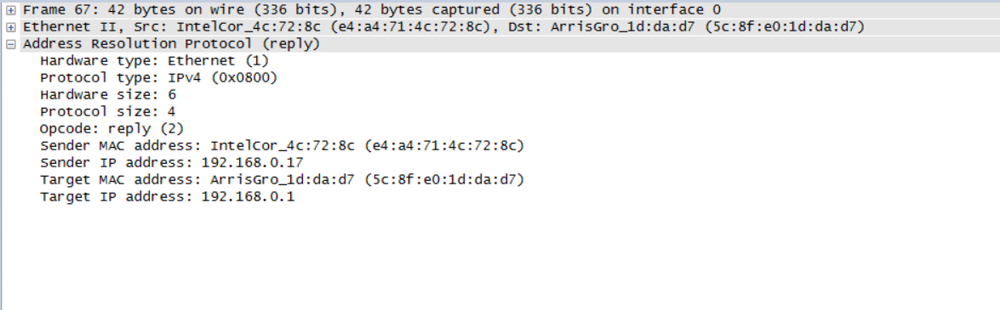 Frame 67: 42 bytes on wire (336 bits), 42 bytes captured (336 bits) on interface 0
Ethernet II, Src: IntelCor_4c:72:8c (e4:a4:71:4c:72:8c), Dst: ArrisGro_1d:da:d7 (5c:8f:e0:1d:da:d7)
Address Resolution Protocol (reply)
Hardware type: Ethernet (1)
Protocol type: IPv4 (0x0800)
Hardware size: 6
Protocol size: 4
Opcode: reply (2)
Sender MAC address: IntelCor_4c:72:8c (e4:a4:71:4c:72:8c)
Sender IP address: 192.168.0.17
Target MAC address: ArrisGro_1d:da:d7 (5c:8f:e0:1d:da:d7)
Target IP address: 192.168.0.1